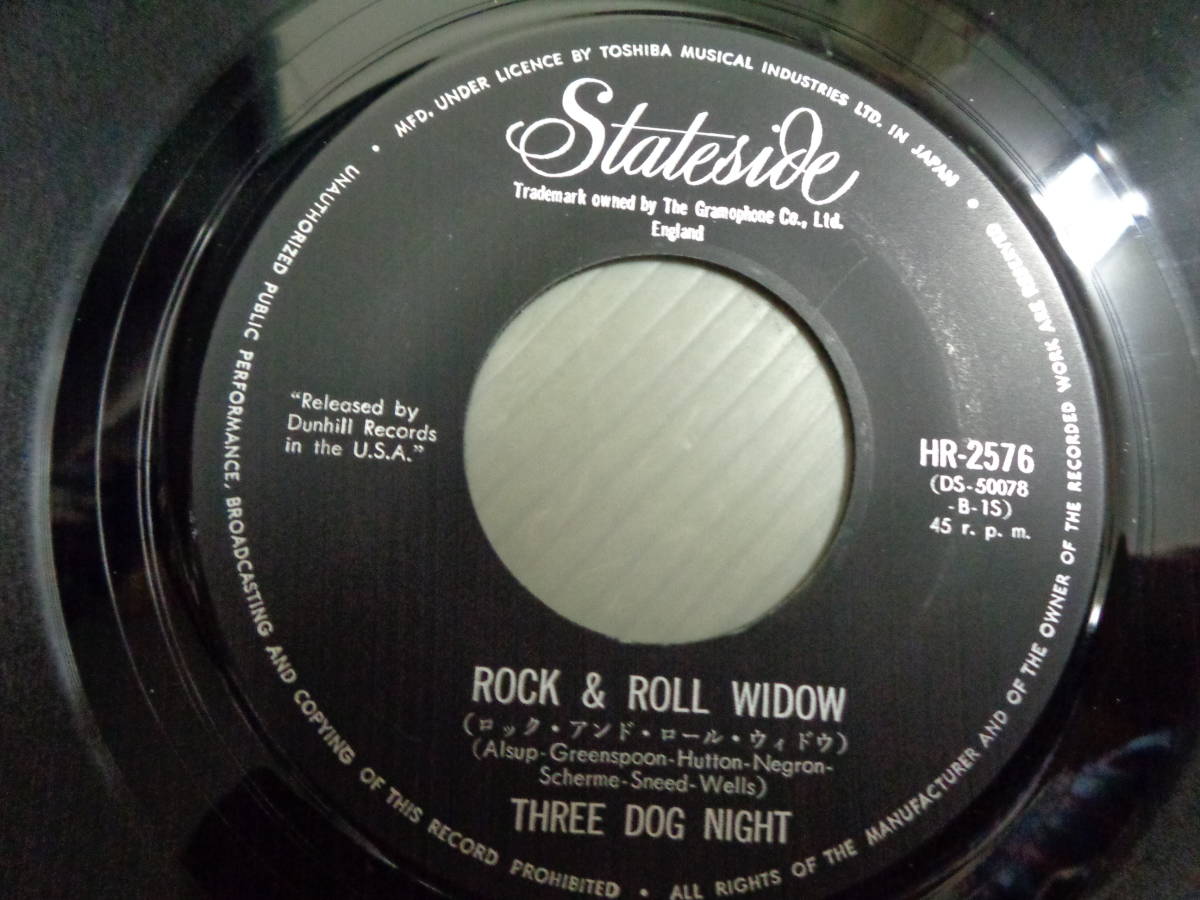 • MFD. UNDER LICENCE BY TOSHIBA MUSICAL INDUSTRIES LTD. IN JAPAN •
Stateside
Trademark owned by The Gramophone Co., Ltd.
England
"Released by
Dunhill Records
in the U.S.A."
HR-2576
(DS-50078
-B-1S)
45 r. p. m.
ROCK & ROLL WIDOW
(ロック・アンド・ロール・ウィドウ)
(Alsup-Greenspoon-Hutton-Negron-
Scherme-Sneed-Wells)
THREE DOG NIGHT
UNAUTHORIZED PUBLIC PERFORMANCE, BROADCASTING AND COPYING OF THIS RECORD PROHIBITED • ALL RIGHTS OF THE MANUFACTURER AND OF THE OWNER OF THE RECORDED WORK ARE RESERVED